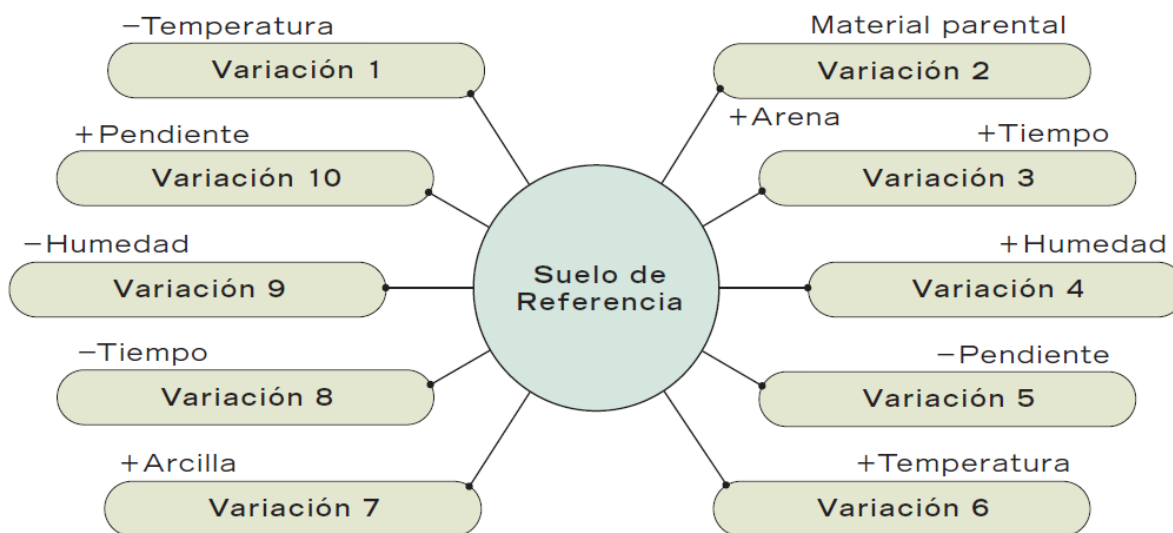 −Temperatura
Variación 1
Material parental
Variación 2
+Arena
+Pendiente
Variación 10
+Tiempo
Variación 3
−Humedad
Variación 9
Suelo de
Referencia
+Humedad
Variación 4
−Tiempo
Variación 8
−Pendiente
Variación 5
+Arcilla
Variación 7
+Temperatura
Variación 6